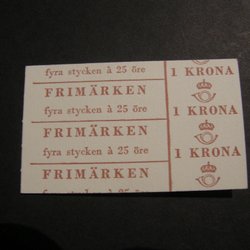 fyra stycken à 25 öre
1 KRONA
FRIMÄRKEN
fyra stycken à 25 öre
1 KRONA
FRIMÄRKEN
fyra stycken à 25 öre
1 KRONA
FRIMÄRKEN